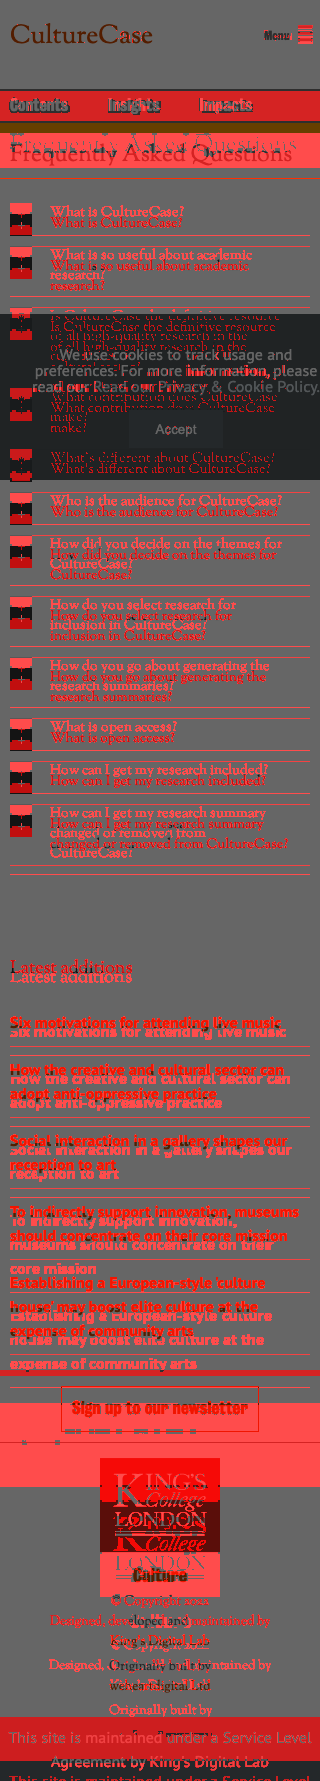 CultureCase
Menu
Contents Insights Impacts
Frequently Asked Questions
What is CultureCase?
What is so useful about academic
research?
Is CultureCase the definitive resource
of all high-quality research in the
We use cookies to track usage and
preferences. For more information, please
read our Privacy & Cookie Policy.
What contribution does CultureCase
make?
Accept
What's different about CultureCase?
Who is the audience for CultureCase?
How did you decide on the themes for
CultureCase?
How do you select research for
inclusion in CultureCase?
How do you go about generating the
research summaries?
What is open access?
How can I get my research included?
How can I get my research summary
changed or removed from CultureCase?
Latest additions
Six motivations for attending live music
How the creative and cultural sector can
adopt anti-oppressive practice
Social interaction in a gallery shapes our
reception to art
To indirectly support innovation, museums
should concentrate on their core mission
Establishing a European-style 'culture
house' may boost elite culture at the
expense of community arts
Sign up to our newsletter
KING'S
College
LONDON
Culture
© Copyright 2022
Designed, developed and maintained by
King's Digital Lab
Originally built by
This site is maintained under a Service Level
Agreement by King's Digital Lab